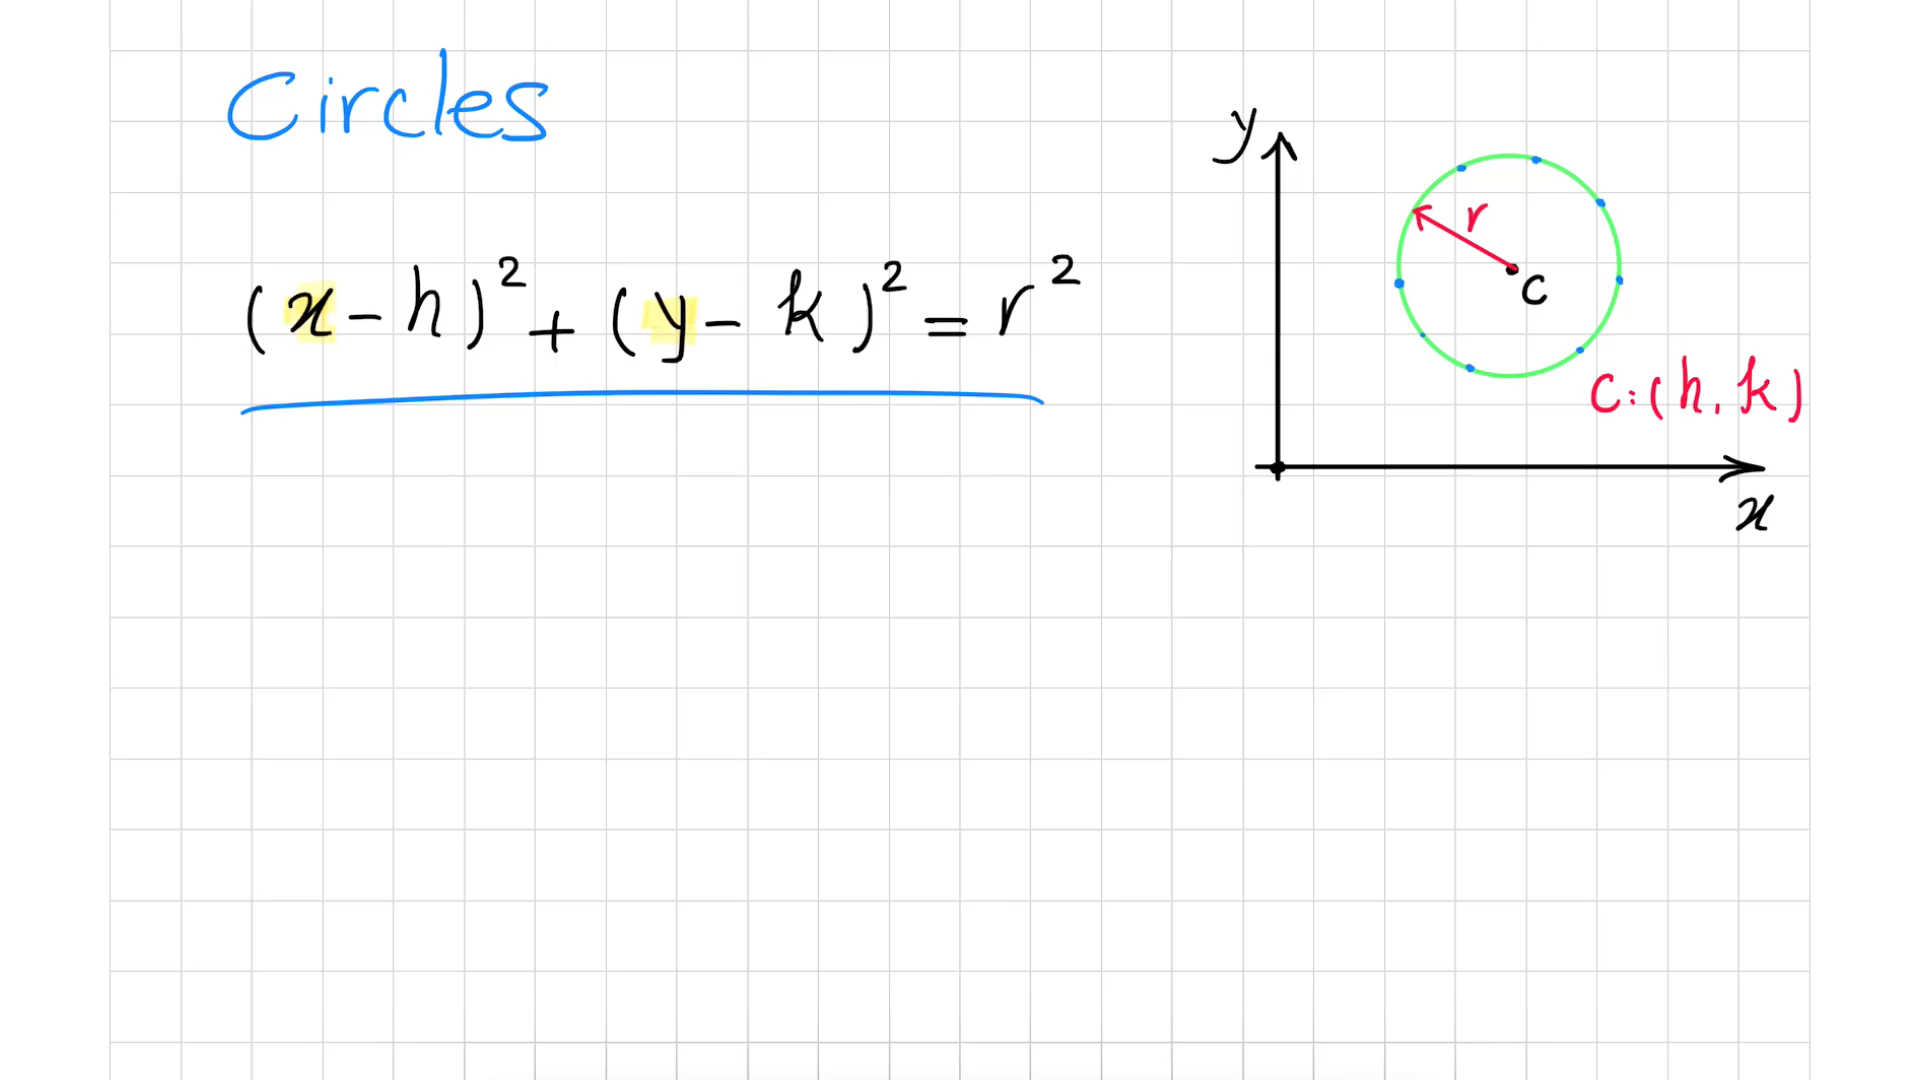 Circles
(x - h)² + (y - k)² = r²
y
r
c
C:(h, k)
x